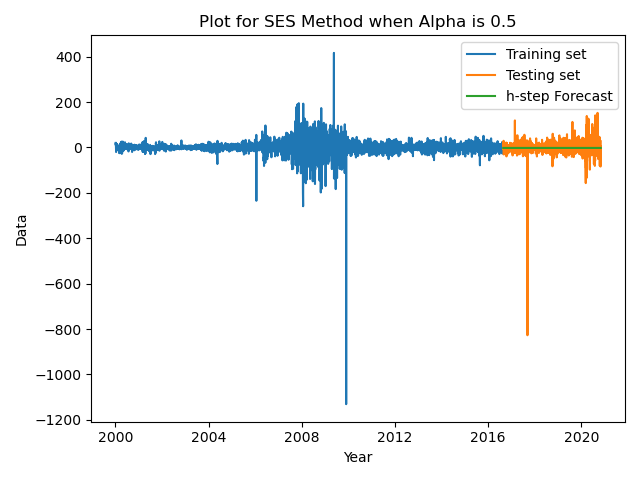 Plot for SES Method when Alpha is 0.5
Training set
Testing set
h-step Forecast
400
200
0
−200
−400
−600
−800
−1000
−1200
Data
2000 2004 2008 2012 2016 2020
Year